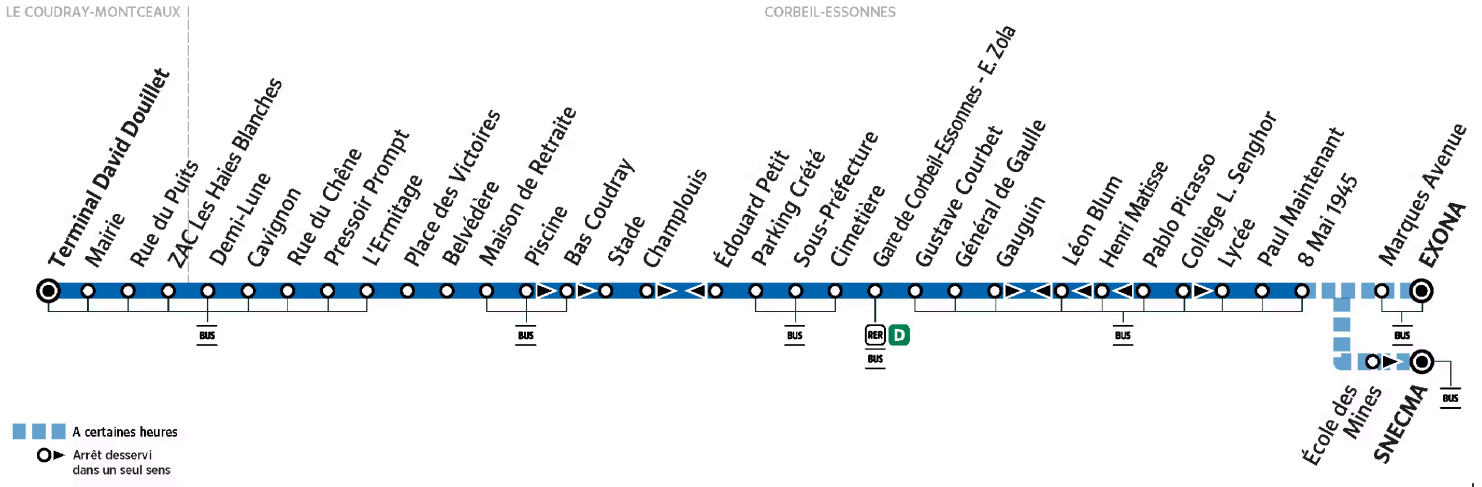 LE COUDRAY-MONTCEAUX
CORBEIL-ESSONNES
Terminal David Douillet
Mairie
Rue du Puits
ZAC Les Haies Blanches
Demi-Lune
Cavignon
Rue du Chêne
Pressoir Prompt
L'Ermitage
Place des Victoires
Belvédère
Maison de Retraite
Piscine
Bas Coudray
Stade
Champlouis
Édouard Petit
Parking Crété
Sous-Préfecture
Cimetière
Gare de Corbeil-Essonnes - E. Zola
Gustave Courbet
Général de Gaulle
Gauguin
Léon Blum
Henri Matisse
Pablo Picasso
Collège L. Senghor
Lycée
Paul Maintenant
8 Mai 1945
Marques Avenue
EXONA
BUS
BUS
BUS
RER D
BUS
BUS
BUS
École des
Mines
SNECMA
BUS
A certaines heures
Arrêt desservi
dans un seul sens